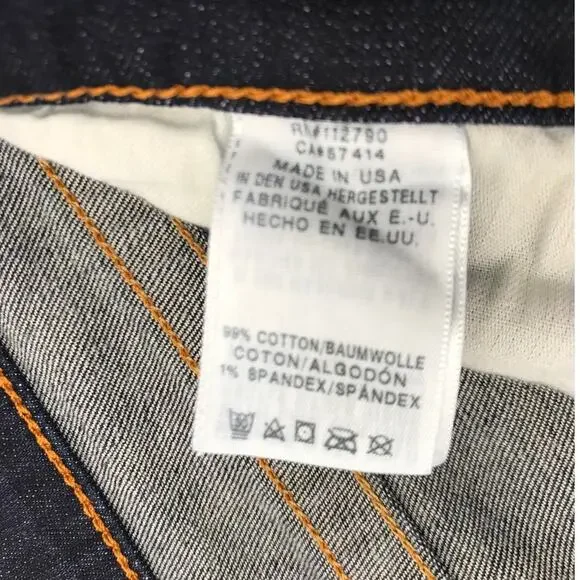 RN#112790
CA#57414
MADE IN USA
IN DEN USA HERGESTELLT
FABRIQUÉ AUX E.-U.
HECHO EN EE.UU.
99% COTTON/BAUMWOLLE
COTON/ALGODÓN
1% SPANDEX/SPÁNDEX